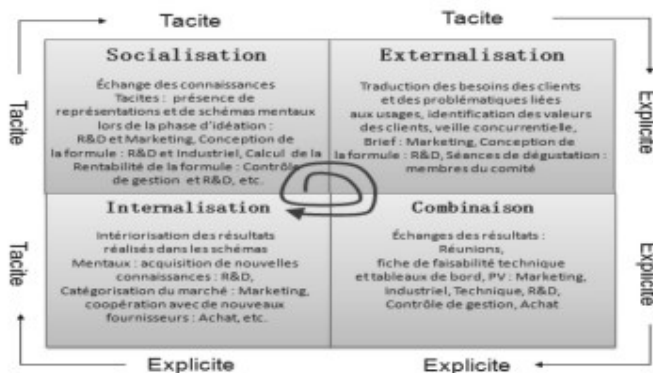 Tacite
Tacite
Tacite
Explicite
Socialisation
Échange des connaissances
Tacites : présence de
représentations et de schémas mentaux
lors de la phase d'idéation :
R&D et Marketing, Conception de
la formule : R&D et Industriel, Calcul de la
Rentabilité de la formule : Contrôle
de gestion et R&D, etc.
Externalisation
Traduction des besoins des clients
et des problématiques liées
aux usages, identification des valeurs
des clients, veille concurrentielle,
Brief : Marketing, Conception de
la formule : R&D, Séances de dégustation :
membres du comité
Tacite
Explicite
Internalisation
Intériorisation des résultats
réalisés dans les schémas
Mentaux : acquisition de nouvelles
connaissances : R&D,
Catégorisation du marché : Marketing,
coopération avec de nouveaux
fournisseurs : Achat, etc.
Combinaison
Échanges des résultats :
Réunions,
fiche de faisabilité technique
et tableaux de bord, PV : Marketing,
Industriel, Technique, R&D,
Contrôle de gestion, Achat
Explicite
Explicite